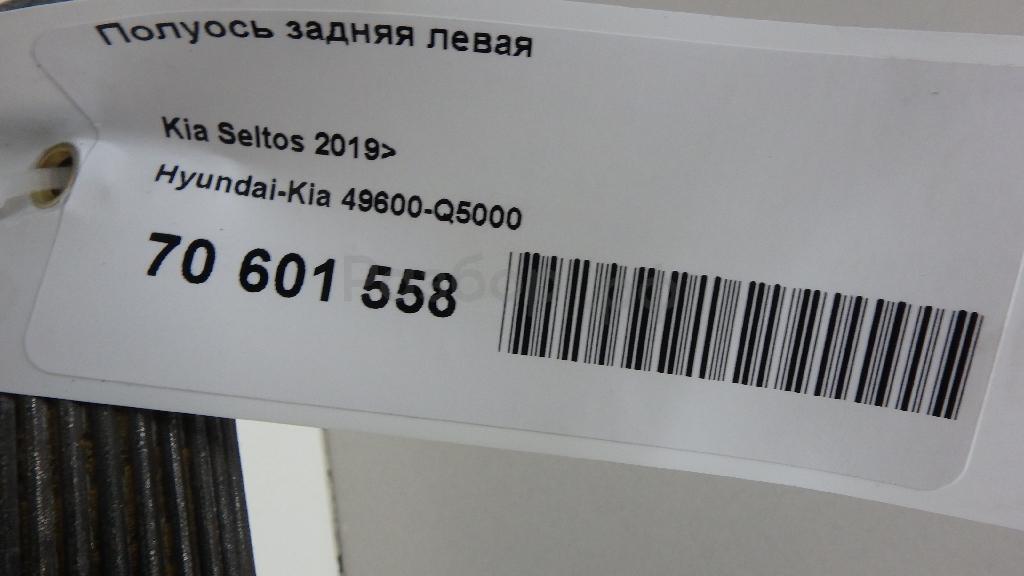 Полуось задняя левая
Kia Seltos 2019>
Hyundai-Kia 49600-Q5000
70 601 558